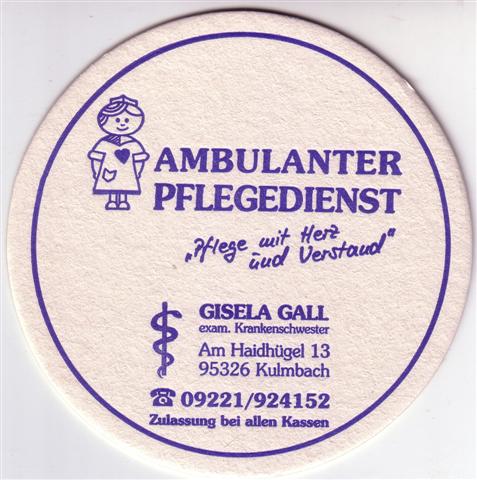 AMBULANTER
PFLEGEDIENST
„Pflege mit Herz
und Verstand"
GISELA GALL
exam. Krankenschwester
Am Haidhügel 13
95326 Kulmbach
☎ 09221/924152
Zulassung bei allen Kassen